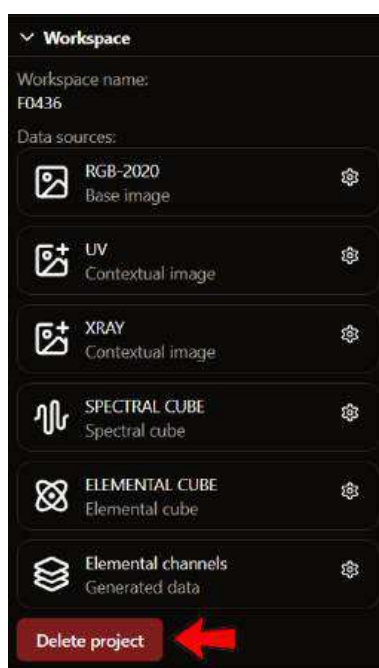 Workspace
Workspace name:
F0436
Data sources:
RGB-2020
Base image
UV
Contextual image
XRAY
Contextual image
SPECTRAL CUBE
Spectral cube
ELEMENTAL CUBE
Elemental cube
Elemental channels
Generated data
Delete project